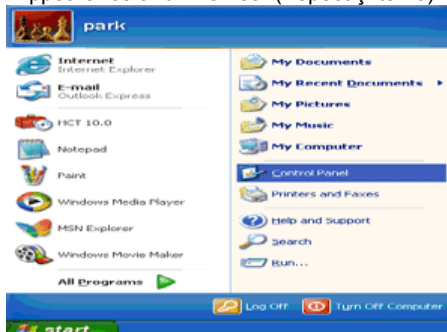 park
Internet
Internet Explorer
E-mail
Outlook Express
HCT 10.0
Notepad
Paint
Windows Media Player
MSN Explorer
Windows Movie Maker
All Programs
My Documents
My Recent Documents
My Pictures
My Music
My Computer
Control Panel
Printers and Faxes
Help and Support
Search
Run...
Log Off
Turn Off Computer
start